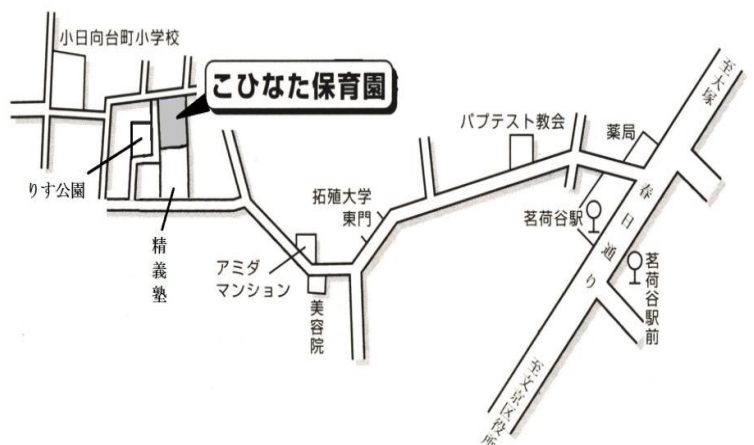 小日向台町小学校
こひなた保育園
りす公園
精義塾
アミダ
マンション
美容院
拓殖大学
東門
バプテスト教会
薬局
茗荷谷駅
春日通り
茗荷谷駅前
至大塚
至文京区役所